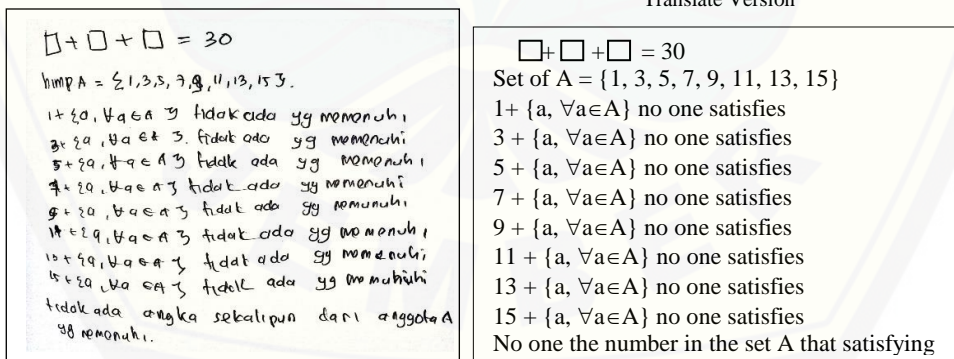 Translate Version
□ + □ + □ = 30
himp A = {1,3,5,7,9,11,13,15}.
1+ {a, ∀a∈A} tidak ada yg memenuhi
3+ {a, ∀a∈A}. tidak ada yg memenuhi
5+ {a, ∀a∈A} tidak ada yg memenuhi
7+ {a, ∀a∈A} tidak ada yg memenuhi
9+ {a, ∀a∈A} tidak ada yg memenuhi
11+ {a, ∀a∈A} tidak ada yg memenuhi
13+ {a, ∀a∈A} tidak ada yg memenuhi
15+ {a, ∀a∈A} tidak ada yg
tidak ada angka sekalipun dari anggota A
yg memenuhi.
□+ □ +□ = 30
Set of A = {1, 3, 5, 7, 9, 11, 13, 15}
1+ {a, ∀a∈A} no one satisfies
3 + {a, ∀a∈A} no one satisfies
5 + {a, ∀a∈A} no one satisfies
7 + {a, ∀a∈A} no one satisfies
9 + {a, ∀a∈A} no one satisfies
11 + {a, ∀a∈A} no one satisfies
13 + {a, ∀a∈A} no one satisfies
15 + {a, ∀a∈A} no one satisfies
No one the number in the set A that satisfying